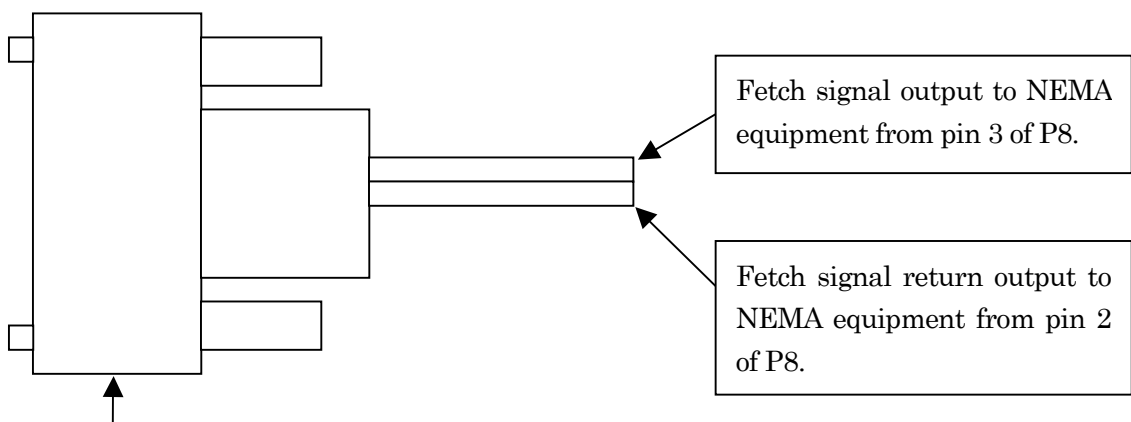 Fetch signal output to NEMA
equipment from pin 3 of P8.
Fetch signal return output to
NEMA equipment from pin 2
of P8.